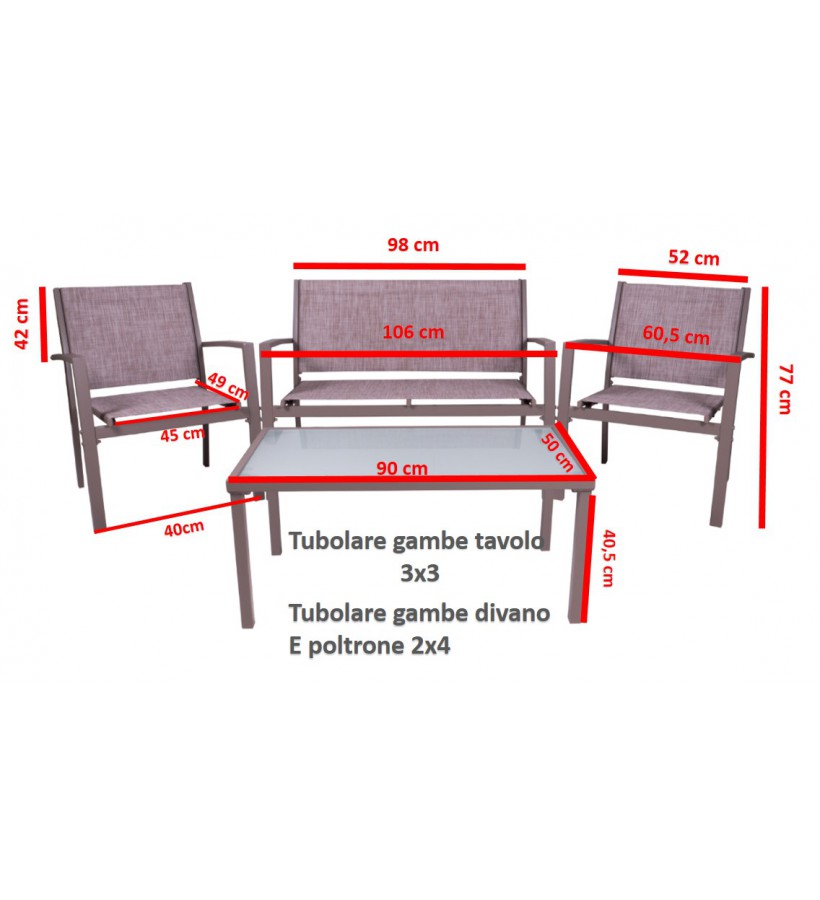 98 cm
52 cm
42 cm
106 cm
60,5 cm
77 cm
49 cm
45 cm
50 cm
90 cm
40cm
40,5 cm
Tubolare gambe tavolo
3x3
Tubolare gambe divano
E poltrone 2x4